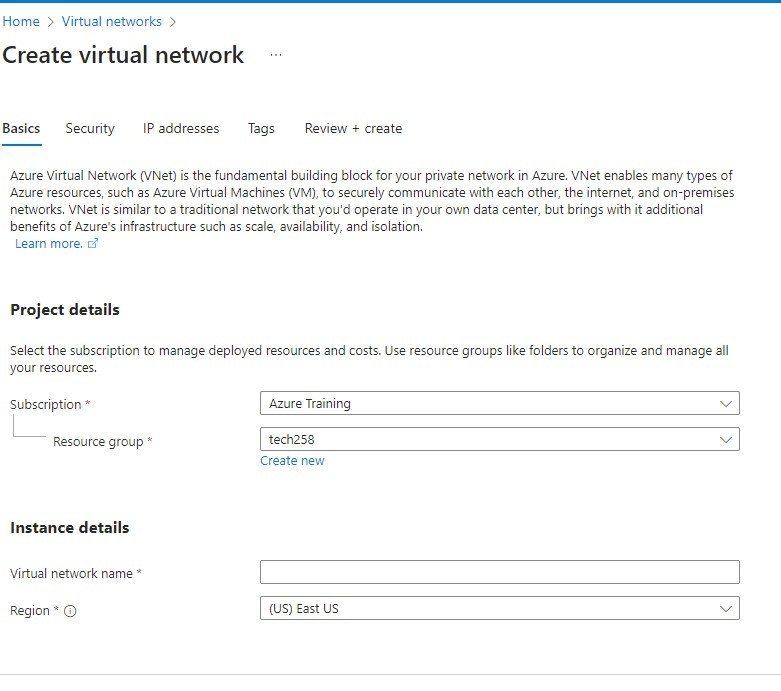 Home > Virtual networks >
Create virtual network ...
Basics Security IP addresses Tags Review + create
Azure Virtual Network (VNet) is the fundamental building block for your private network in Azure. VNet enables many types of
Azure resources, such as Azure Virtual Machines (VM), to securely communicate with each other, the internet, and on-premises
networks. VNet is similar to a traditional network that you'd operate in your own data center, but brings with it additional
benefits of Azure's infrastructure such as scale, availability, and isolation.
Learn more.
Project details
Select the subscription to manage deployed resources and costs. Use resource groups like folders to organize and manage all
your resources.
Subscription * Azure Training
Resource group * tech258
Create new
Instance details
Virtual network name *
Region * (US) East US